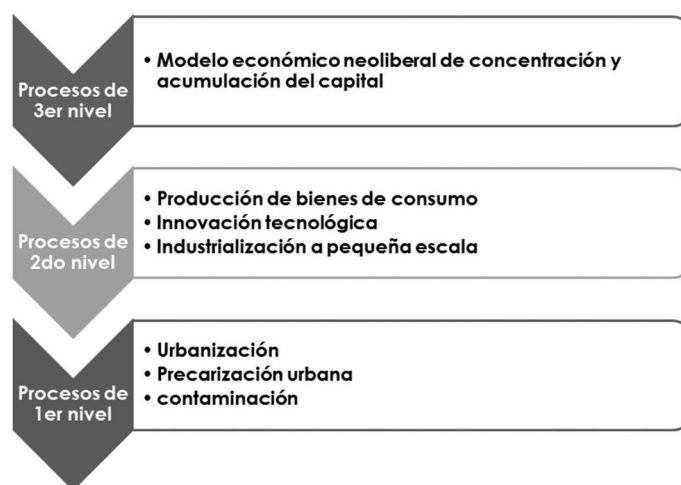 Procesos de
3er nivel
• Modelo económico neoliberal de concentración y
acumulación del capital
Procesos de
2do nivel
• Producción de bienes de consumo
• Innovación tecnológica
• Industrialización a pequeña escala
Procesos de
1er nivel
• Urbanización
• Precarización urbana
• contaminación